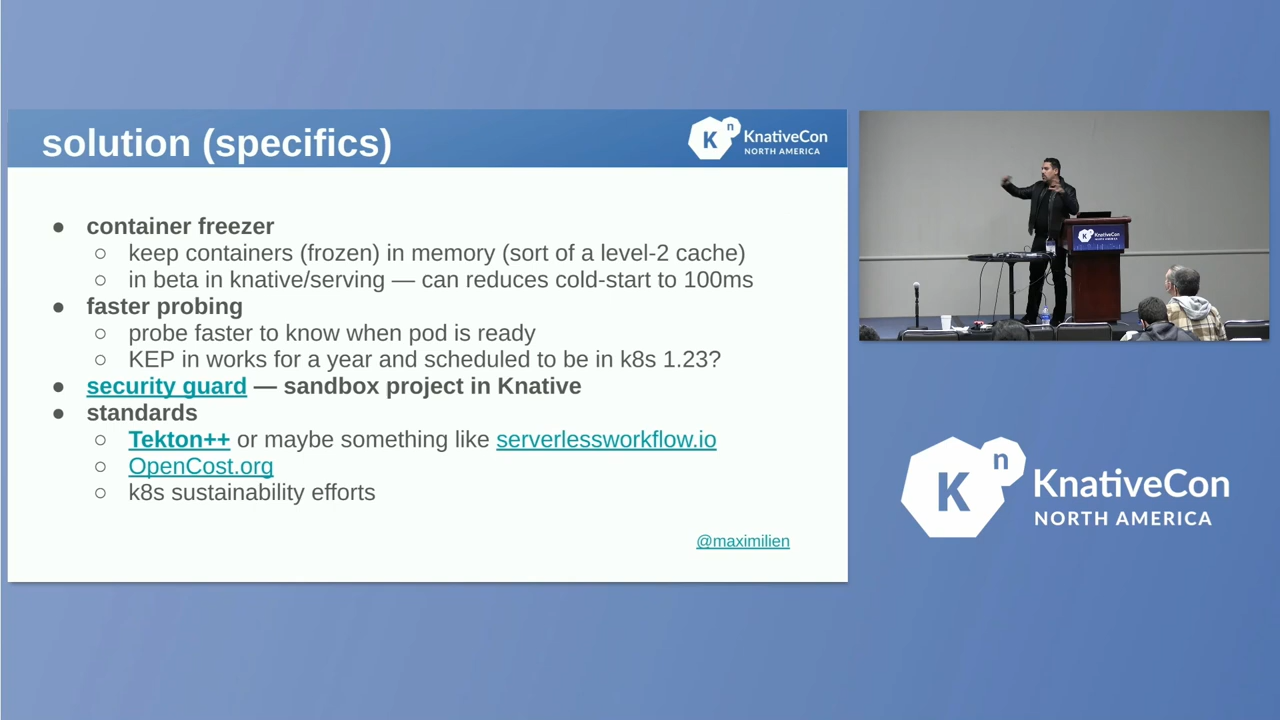 solution (specifics)
K n KnativeCon
NORTH AMERICA
● container freezer
○ keep containers (frozen) in memory (sort of a level-2 cache)
○ in beta in knative/serving — can reduces cold-start to 100ms
● faster probing
○ probe faster to know when pod is ready
○ KEP in works for a year and scheduled to be in k8s 1.23?
● security guard — sandbox project in Knative
● standards
○ Tekton++ or maybe something like serverlessworkflow.io
○ OpenCost.org
○ k8s sustainability efforts
@maximilien
K n KnativeCon
K n KnativeCon
NORTH AMERICA